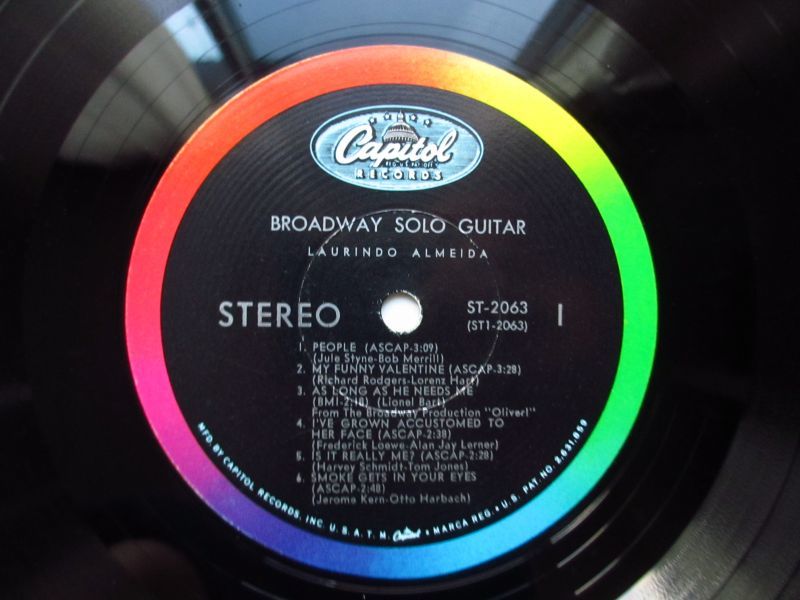 Capitol
RECORDS
BROADWAY SOLO GUITAR
LAURINDO ALMEIDA
STEREO
ST-2063
(ST1-2063)
1
1. PEOPLE (ASCAP-3:09)
(Jule Styne-Bob Merrill)
2. MY FUNNY VALENTINE (ASCAP-3:28)
(Richard Rodgers-Lorenz Hart)
3. AS LONG AS HE NEEDS ME
(BMI-2:18) (Lionel Bart)
From The Broadway Production "Oliver!"
4. I'VE GROWN ACCUSTOMED TO
HER FACE (ASCAP-2:38)
(Frederick Loewe-Alan Jay Lerner)
5. IS IT REALLY ME? (ASCAP-2:28)
(Harvey Schmidt-Tom Jones)
6. SMOKE GETS IN YOUR EYES
(ASCAP-2:48)
(Jerome Kern-Otto Harbach)
MFD. BY CAPITOL RECORDS, INC. U.S.A. T.M. Capitol • MARCA REG. • U.S. PAT. NO. 2,631,859